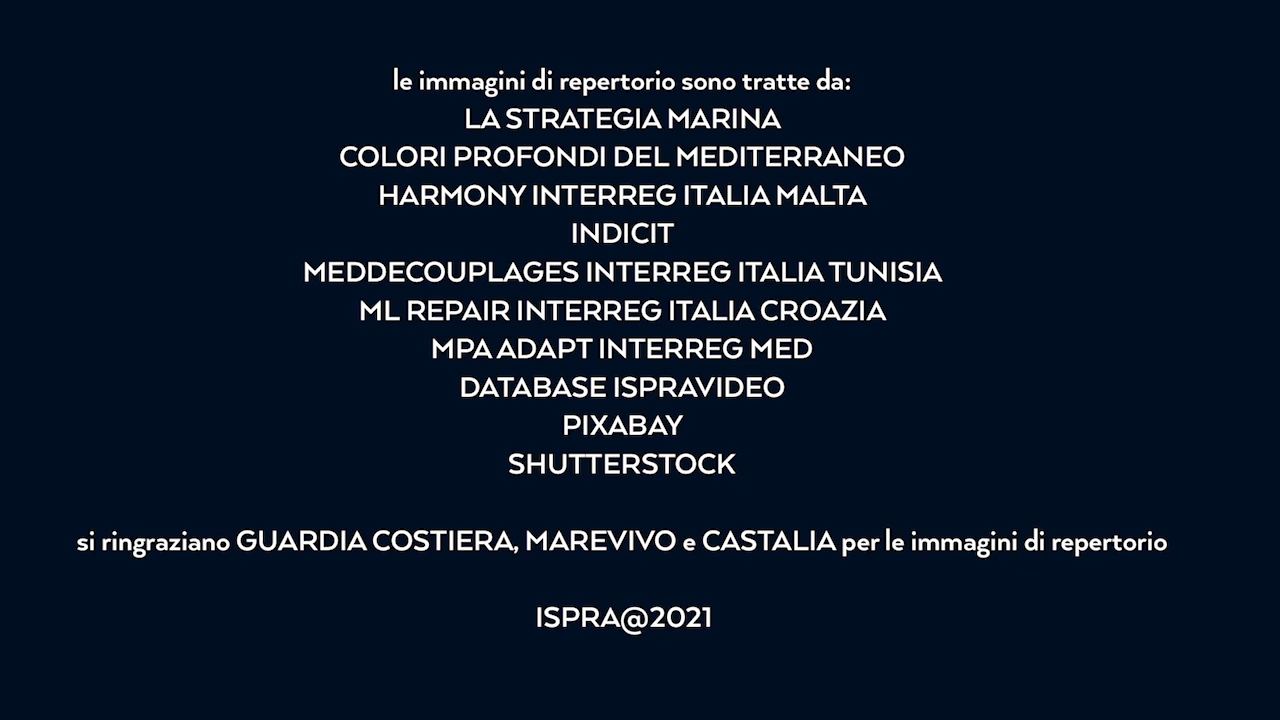 le immagini di repertorio sono tratte da:
LA STRATEGIA MARINA
COLORI PROFONDI DEL MEDITERRANEO
HARMONY INTERREG ITALIA MALTA
INDICIT
MEDDECOUPLAGES INTERREG ITALIA TUNISIA
ML REPAIR INTERREG ITALIA CROAZIA
MPA ADAPT INTERREG MED
DATABASE ISPRAVIDEO
PIXABAY
SHUTTERSTOCK
si ringraziano GUARDIA COSTIERA, MAREVIVO e CASTALIA per le immagini di repertorio
ISPRA@2021